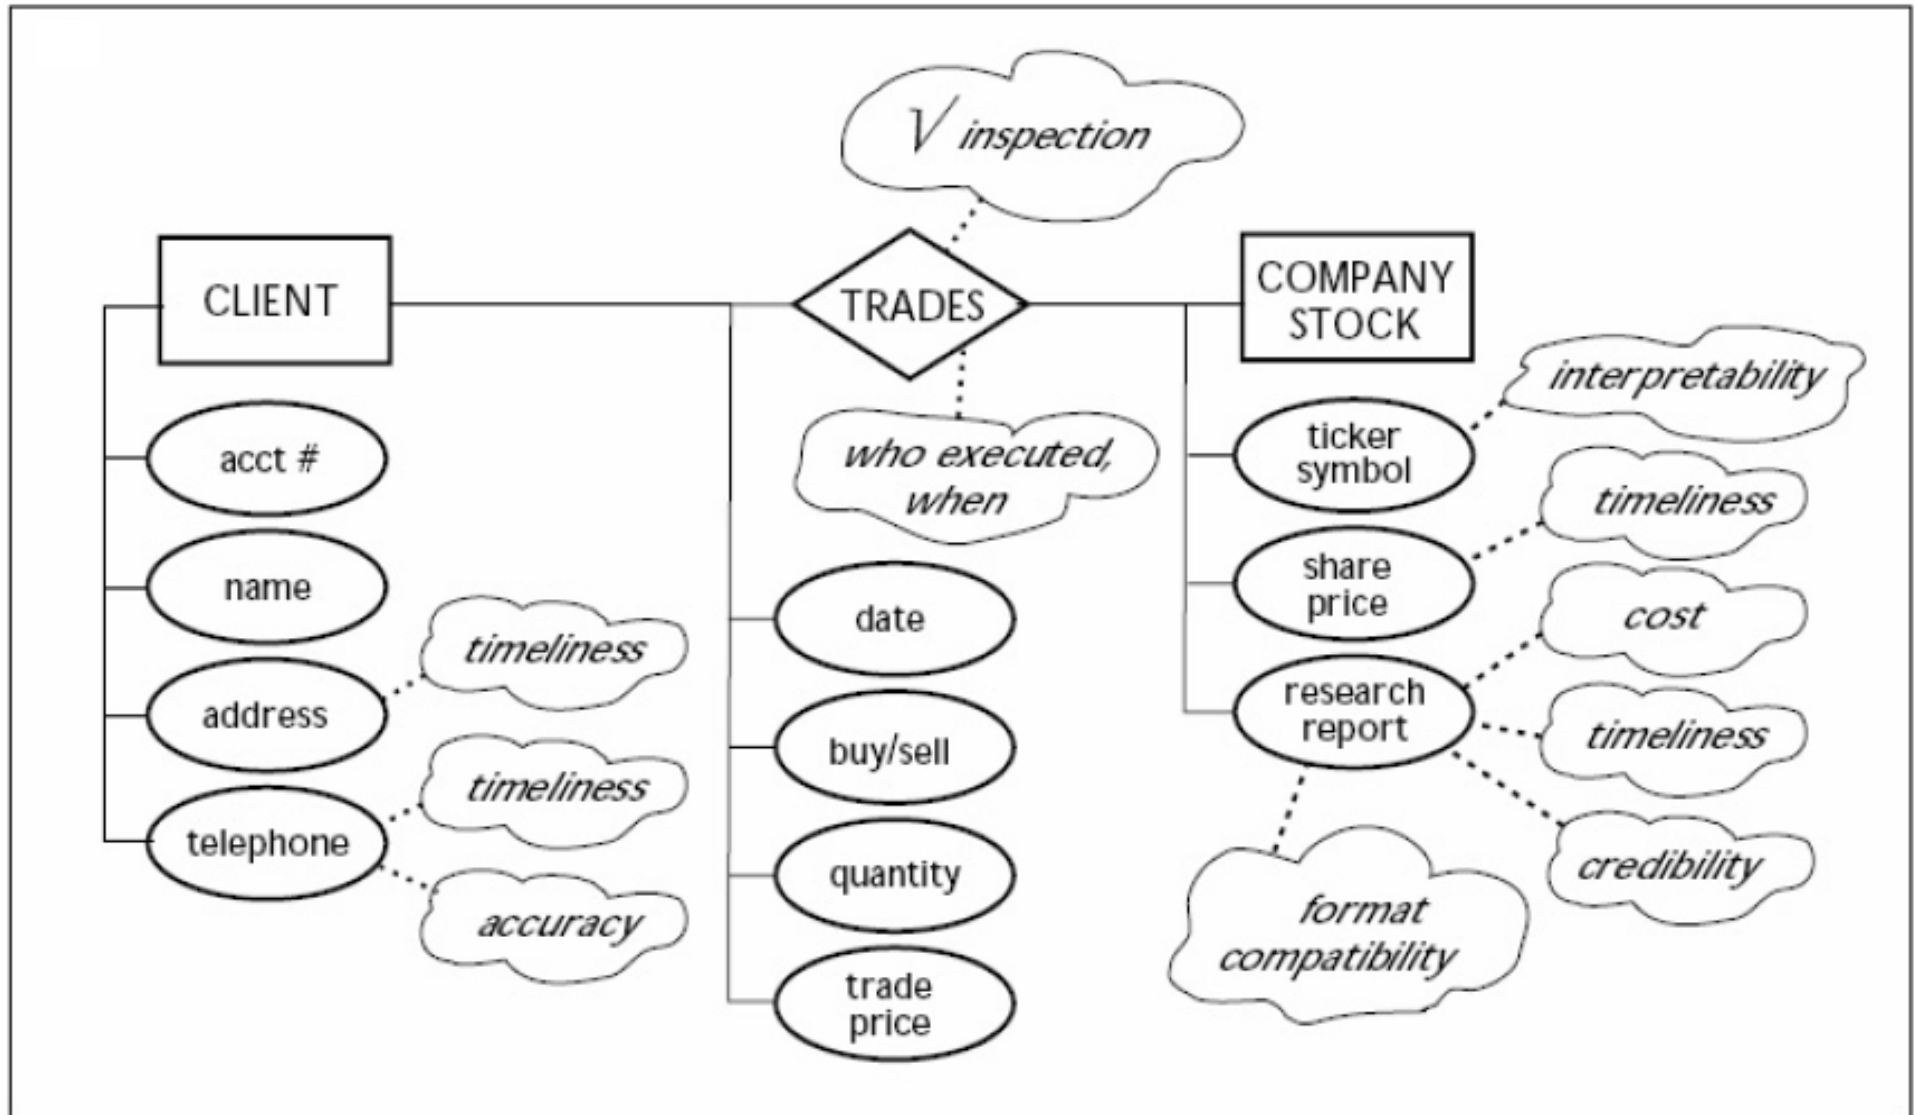 √ inspection
CLIENT
TRADES
COMPANY
STOCK
interpretability
acct #
who executed,
when
ticker
symbol
timeliness
name
date
share
price
cost
timeliness
address
buy/sell
research
report
timeliness
timeliness
telephone
quantity
credibility
accuracy
format
compatibility
trade
price